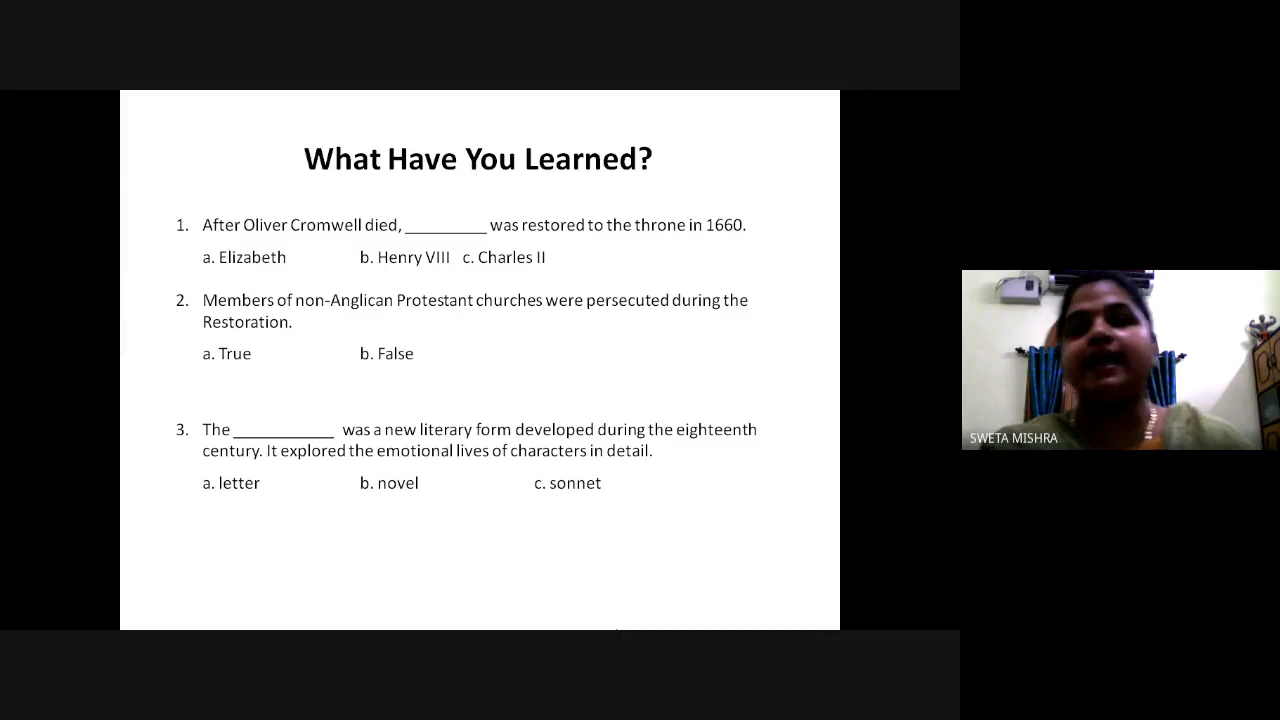 What Have You Learned?
1. After Oliver Cromwell died, __________ was restored to the throne in 1660.
a. Elizabeth b. Henry VIII c. Charles II
2. Members of non-Anglican Protestant churches were persecuted during the
Restoration.
a. True b. False
3. The ____________ was a new literary form developed during the eighteenth
century. It explored the emotional lives of characters in detail.
a. letter b. novel c. sonnet
SWETA MISHRA